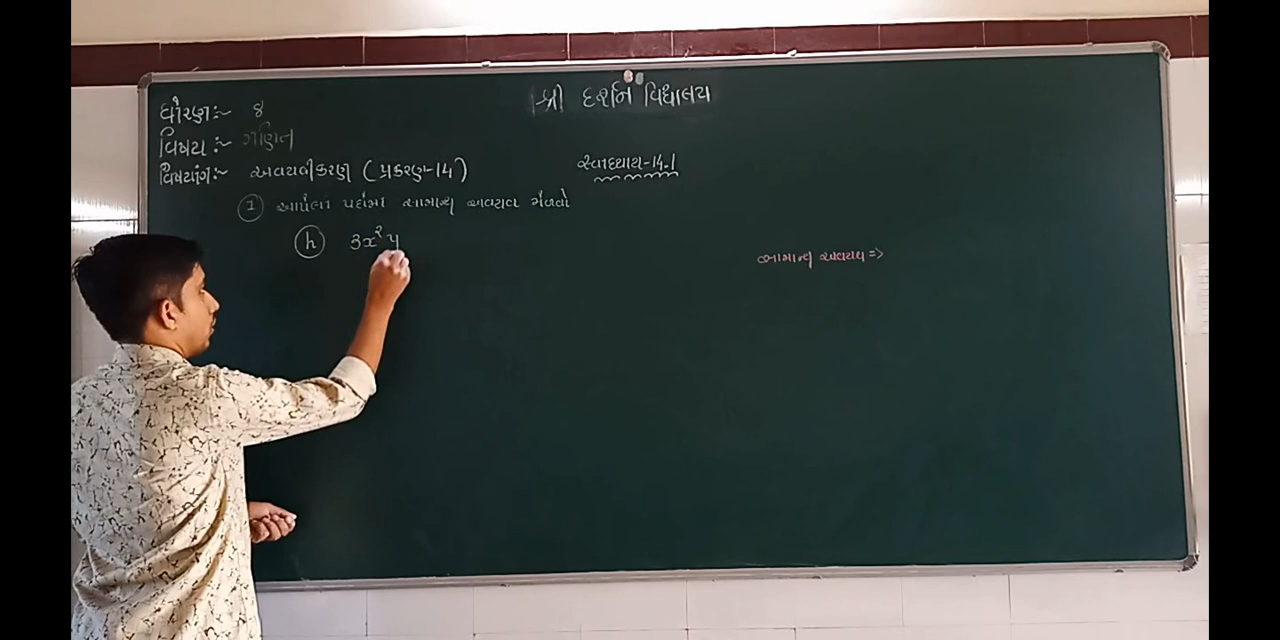 શ્રી દર્શન વિદ્યાલય
ધોરણ:~ ૪
વિષય:~ ગણિત
વિષયાંગ:~ અવયવીકરણ (પ્રકરણ-14)
સ્વાધ્યાય-14.1
1 આપેલા પદોમાં સામાન્ય અવયવ મેળવો
h 3x²y
સામાન્ય અવયવ =>